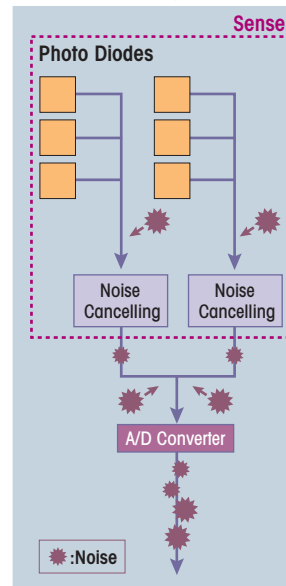 Sense
Photo Diodes
Noise
Cancelling
Noise
Cancelling
A/D Converter
:Noise